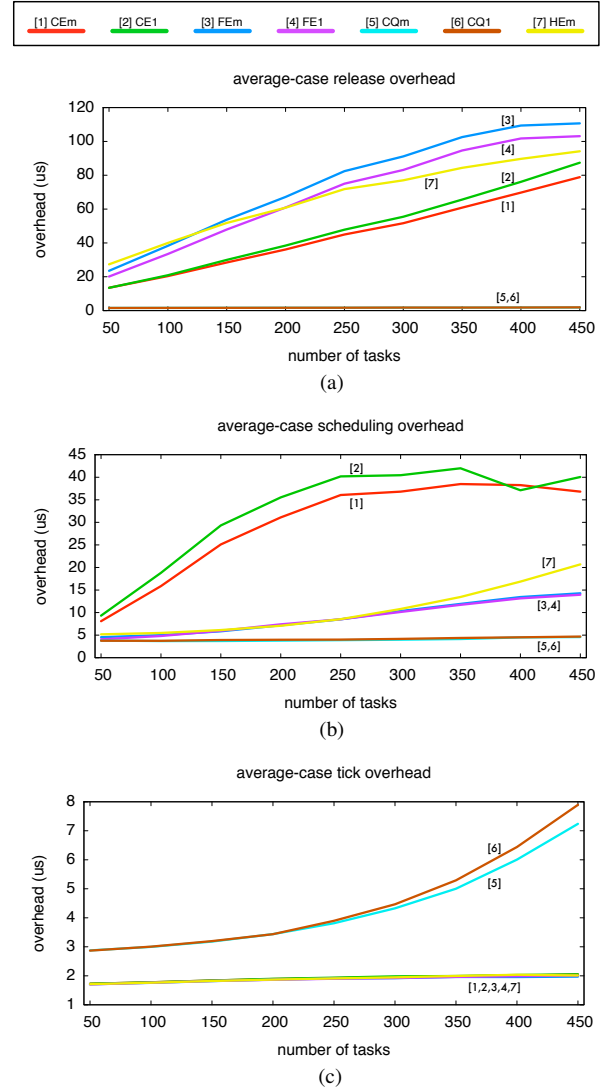 [1] CEm [2] CE1 [3] FEm [4] FE1 [5] CQm [6] CQ1 [7] HEm
average-case release overhead
120
100
80
60
40
20
0
overhead (us)
[3]
[4]
[7]
[2]
[1]
[5,6]
50 100 150 200 250 300 350 400 450
number of tasks
(a)
average-case scheduling overhead
45
40
35
30
25
20
15
10
5
0
overhead (us)
[2]
[1]
[7]
[3,4]
[5,6]
50 100 150 200 250 300 350 400 450
number of tasks
(b)
average-case tick overhead
8
7
6
5
4
3
2
1
overhead (us)
[6]
[5]
[1,2,3,4,7]
50 100 150 200 250 300 350 400 450
number of tasks
(c)